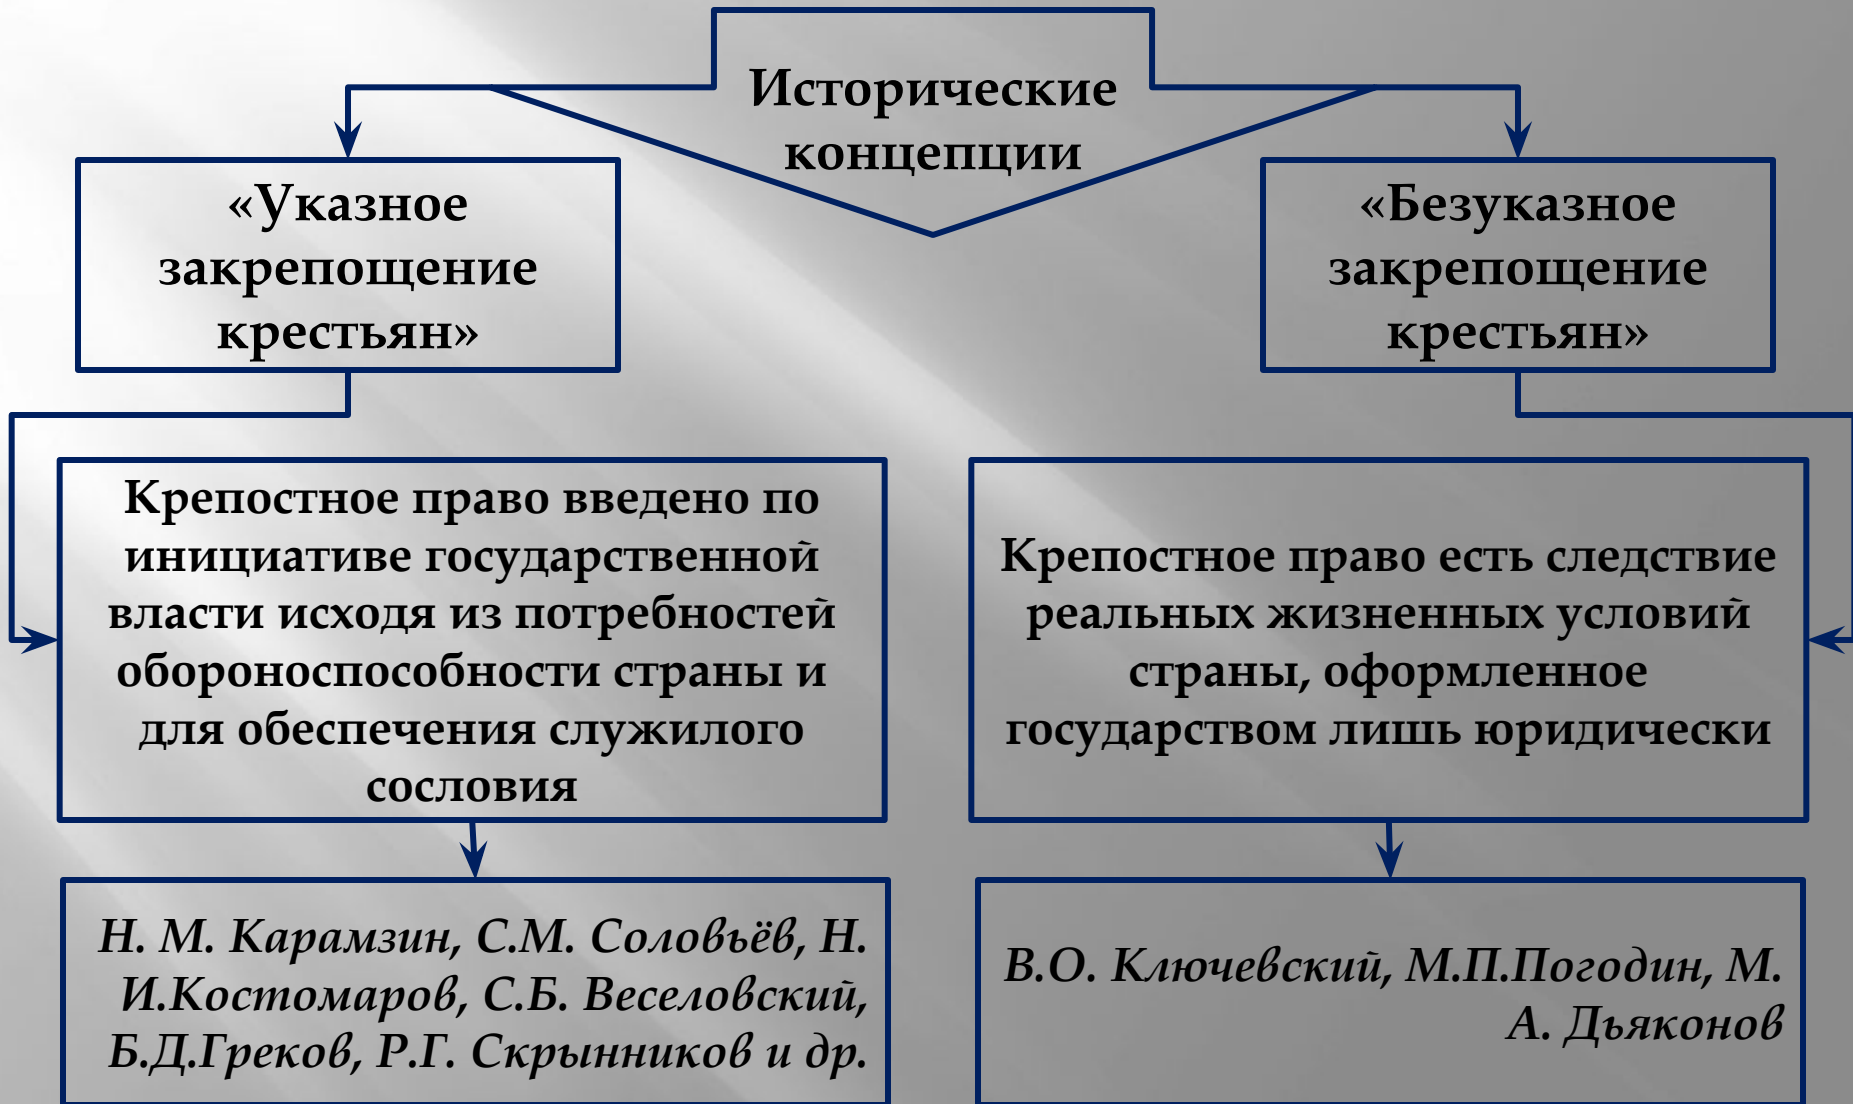 Исторические
концепции
«Указное
закрепощение
крестьян»
«Безуказное
закрепощение
крестьян»
Крепостное право введено по
инициативе государственной
власти исходя из потребностей
обороноспособности страны и
для обеспечения служилого
сословия
Крепостное право есть следствие
реальных жизненных условий
страны, оформленное
государством лишь юридически
Н. М. Карамзин, С.М. Соловьёв, Н.
И.Костомаров, С.Б. Веселовский,
Б.Д.Греков, Р.Г. Скрынников и др.
В.О. Ключевский, М.П.Погодин, М.
А. Дьяконов